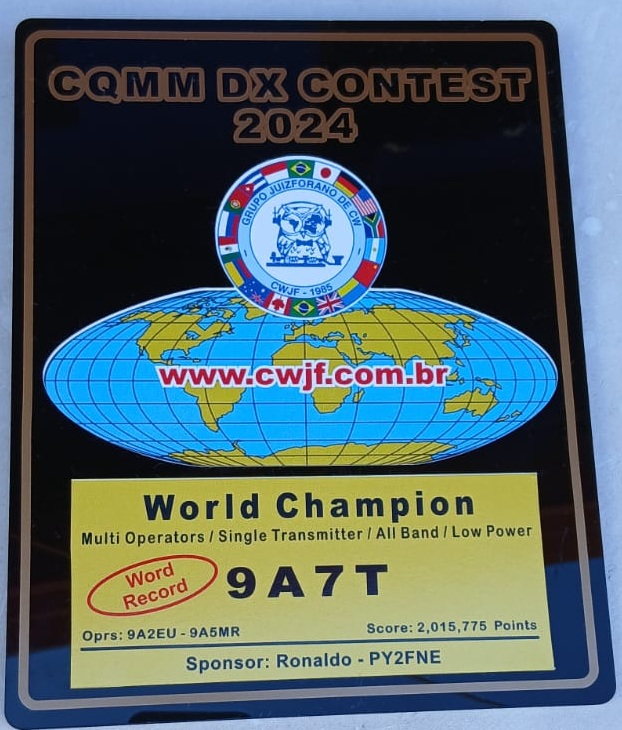 CQMM DX CONTEST
2024
GRUPO JUIZFORANO DE CW
CWJF - 1985
www.cwjf.com.br
World Champion
Multi Operators / Single Transmitter / All Band / Low Power
Word
Record
9A7T
Oprs: 9A2EU - 9A5MR
Score: 2,015,775 Points
Sponsor: Ronaldo - PY2FNE